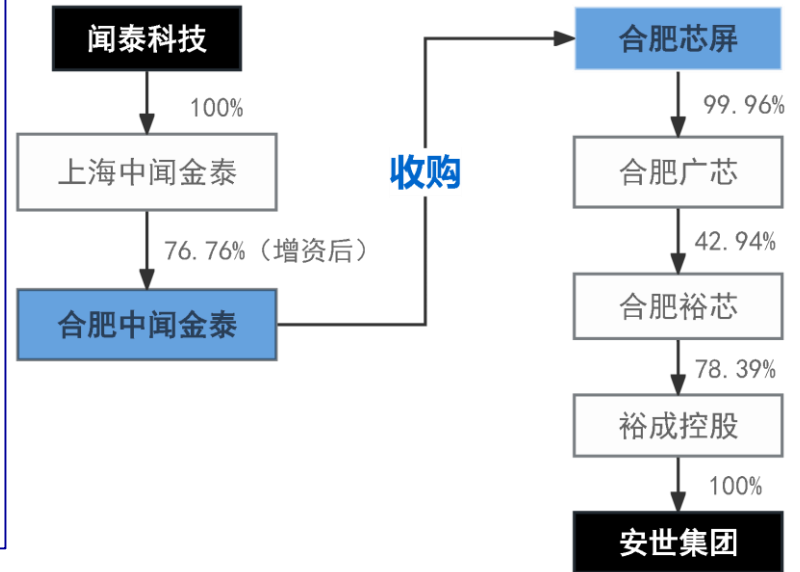 闻泰科技
100%
上海中闻金泰
76.76%（增资后）
合肥中闻金泰
收购
合肥芯屏
99.96%
合肥广芯
42.94%
合肥裕芯
78.39%
裕成控股
100%
安世集团